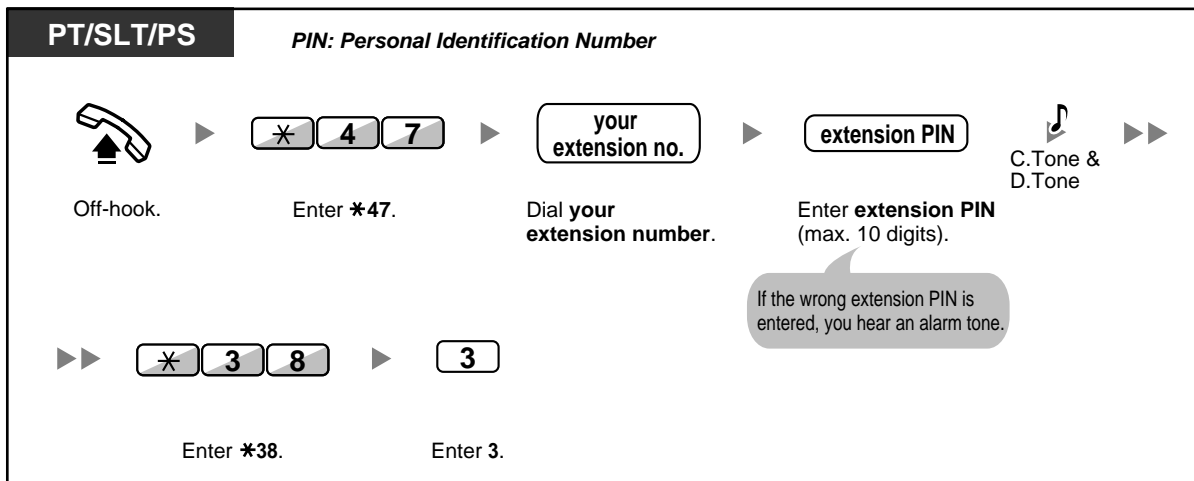 PT/SLT/PS
PIN: Personal Identification Number
* 4 7
your
extension no.
extension PIN
C.Tone &
D.Tone
Off-hook.
Enter *47.
Dial your
extension number.
Enter extension PIN
(max. 10 digits).
If the wrong extension PIN is
entered, you hear an alarm tone.
* 3 8
3
Enter *38.
Enter 3.